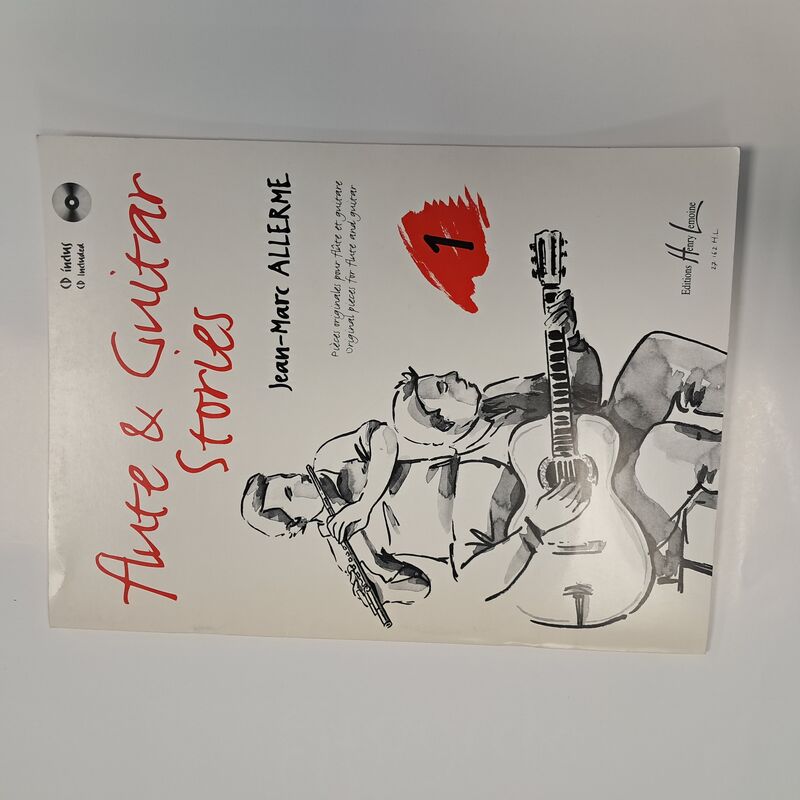 CD inclus
CD Included
Flute & Guitar
Stories
Jean-Marc ALLERME
Pièces originales pour flûte et guitare
Original pieces for flute and guitar
1
Editions Henry Lemoine
27 162 H.L.